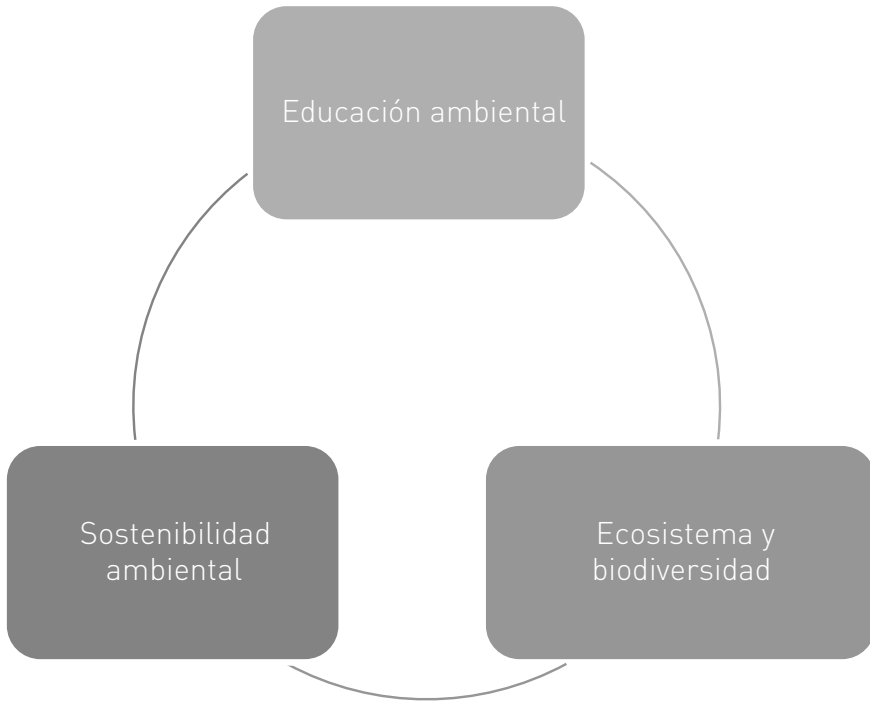 Educación ambiental
Sostenibilidad
ambiental
Ecosistema y
biodiversidad